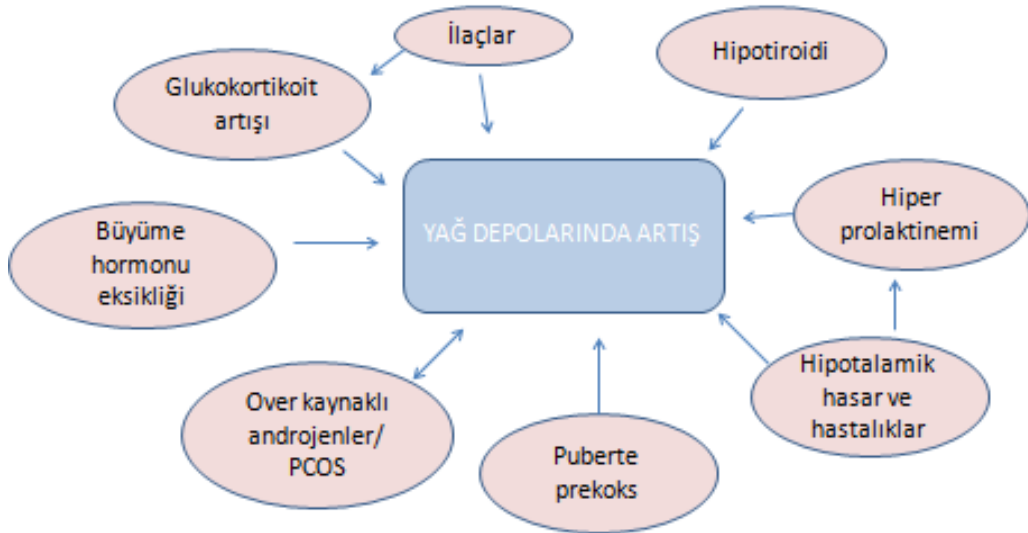 İlaçlar
Hipotiroidi
Glukokortikoit
artışı
Hiper
prolaktinemi
YAĞ DEPOLARINDA ARTIŞ
Büyüme
hormonu
eksikliği
Hipotalamik
hasar ve
hastalıklar
Over kaynaklı
androjenler/
PCOS
Puberte
prekoks